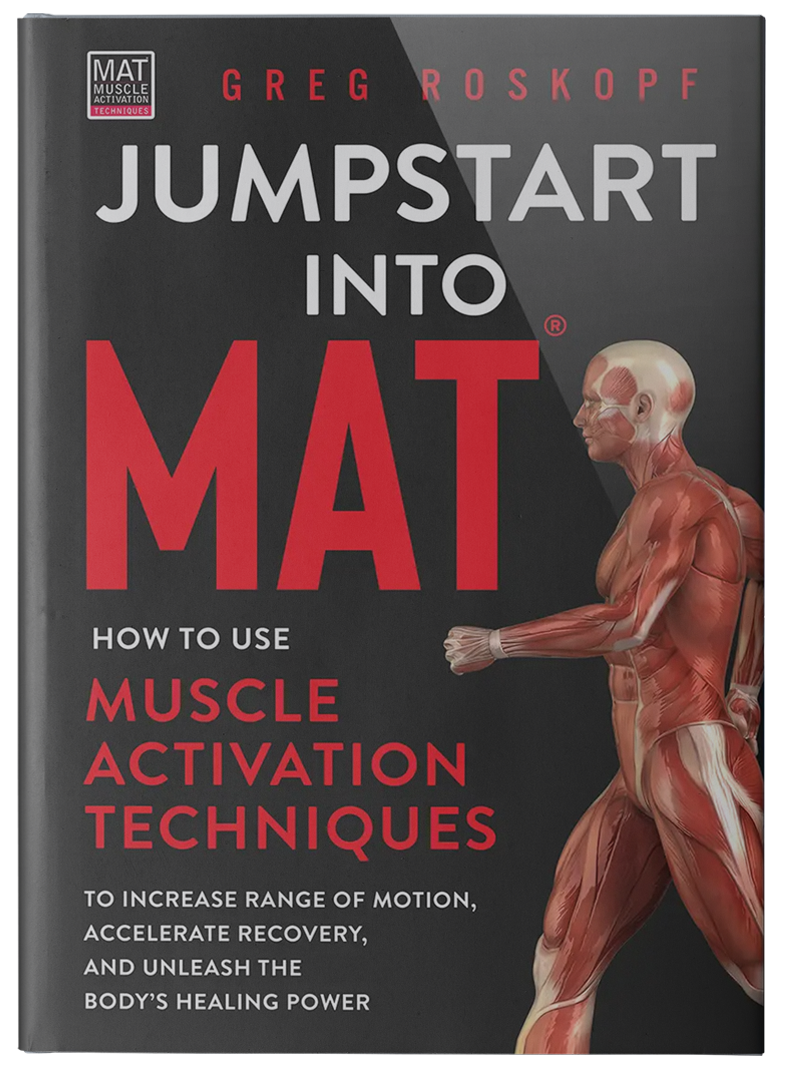 MAT
MUSCLE
ACTIVATION
TECHNIQUES
GREG ROSKOPF
JUMPSTART
INTO
MAT®
HOW TO USE
MUSCLE
ACTIVATION
TECHNIQUES
TO INCREASE RANGE OF MOTION,
ACCELERATE RECOVERY,
AND UNLEASH THE
BODY'S HEALING POWER